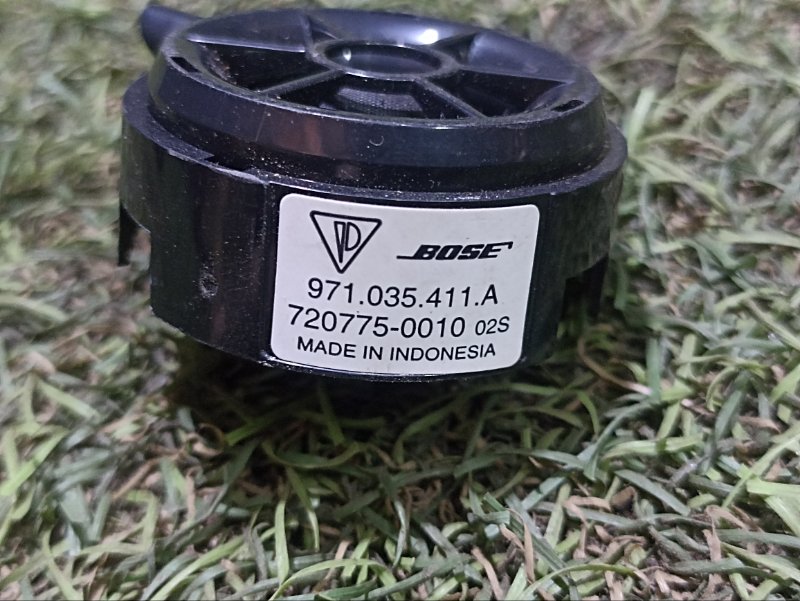 BOSE
971.035.411.A
720775-0010 02S
MADE IN INDONESIA